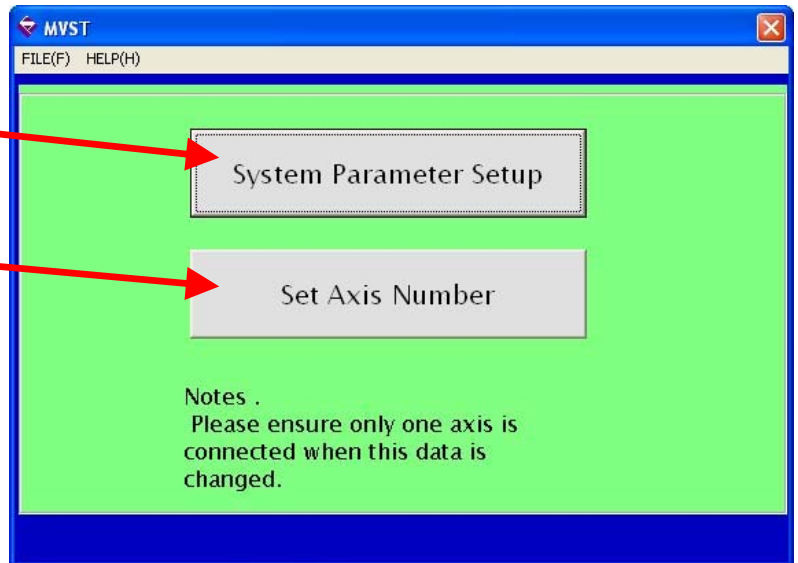 MVST
FILE(F) HELP(H)
System Parameter Setup
Set Axis Number
Notes .
Please ensure only one axis is
connected when this data is
changed.